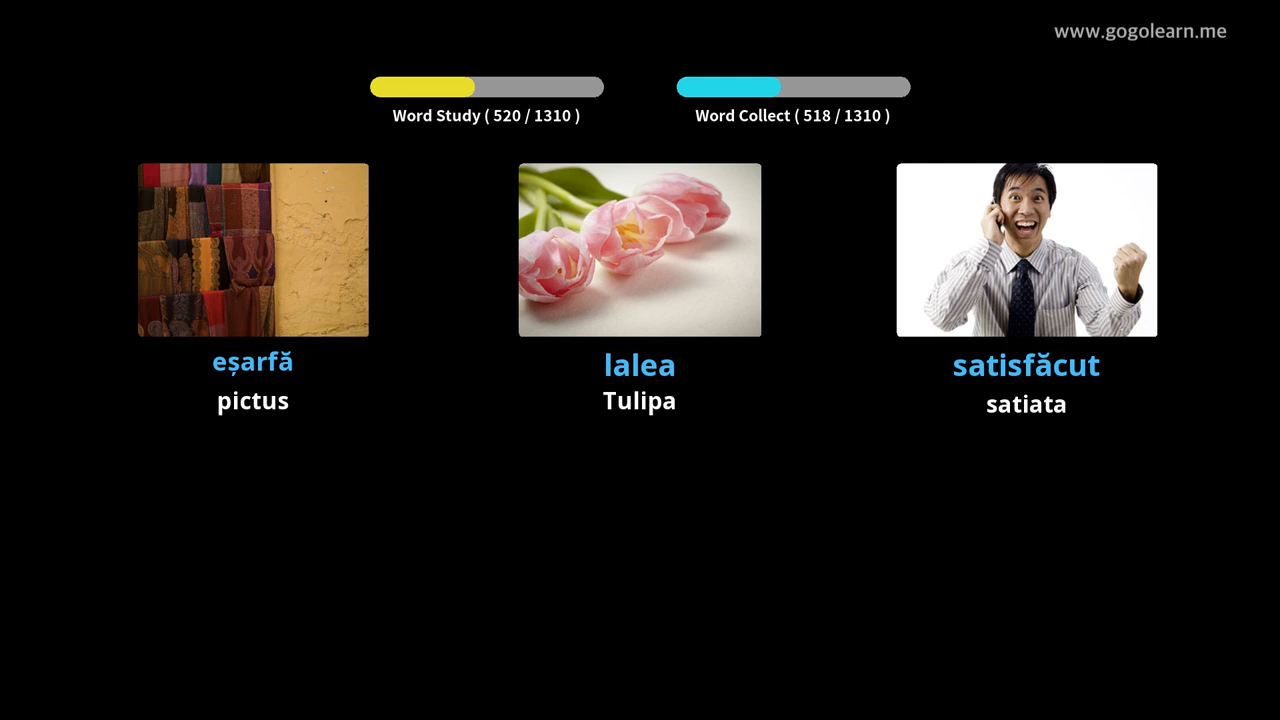 www.gogolearn.me
Word Study ( 520 / 1310 )
Word Collect ( 518 / 1310 )
eșarfă
pictus
lalea
Tulipa
satisfăcut
satiata